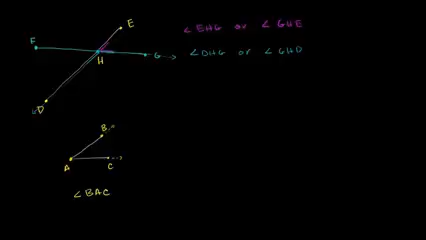 E
∠ EHG or ∠ GHE
F
H
G
∠ DHG or ∠ GHD
D
B
A
C
∠ BAC